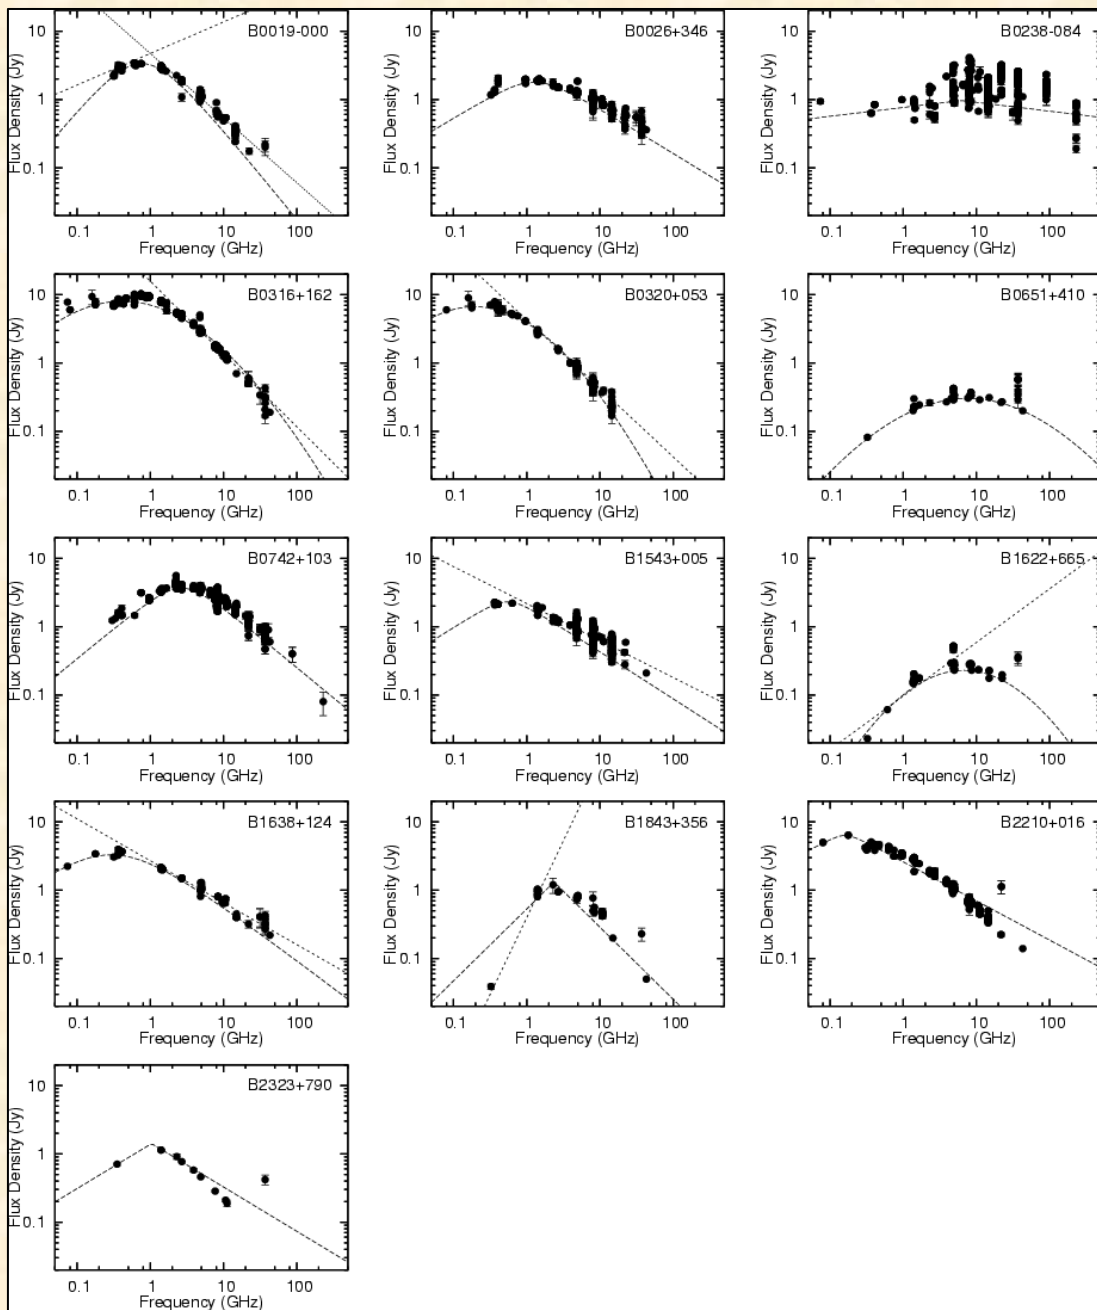 B0019-000
Flux Density (Jy)
10
1
0.1
0.1 1 10 100
Frequency (GHz)
B0026+346
Flux Density (Jy)
10
1
0.1
0.1 1 10 100
Frequency (GHz)
B0238-084
Flux Density (Jy)
10
1
0.1
0.1 1 10 100
Frequency (GHz)
B0316+162
Flux Density (Jy)
10
1
0.1
0.1 1 10 100
Frequency (GHz)
B0320+053
Flux Density (Jy)
10
1
0.1
0.1 1 10 100
Frequency (GHz)
B0651+410
Flux Density (Jy)
10
1
0.1
0.1 1 10 100
Frequency (GHz)
B0742+103
Flux Density (Jy)
10
1
0.1
0.1 1 10 100
Frequency (GHz)
B1543+005
Flux Density (Jy)
10
1
0.1
0.1 1 10 100
Frequency (GHz)
B1622+665
Flux Density (Jy)
10
1
0.1
0.1 1 10 100
Frequency (GHz)
B1638+124
Flux Density (Jy)
10
1
0.1
0.1 1 10 100
Frequency (GHz)
B1843+356
Flux Density (Jy)
10
1
0.1
0.1 1 10 100
Frequency (GHz)
B2210+016
Flux Density (Jy)
10
1
0.1
0.1 1 10 100
Frequency (GHz)
B2323+790
Flux Density (Jy)
10
1
0.1
0.1 1 10 100
Frequency (GHz)